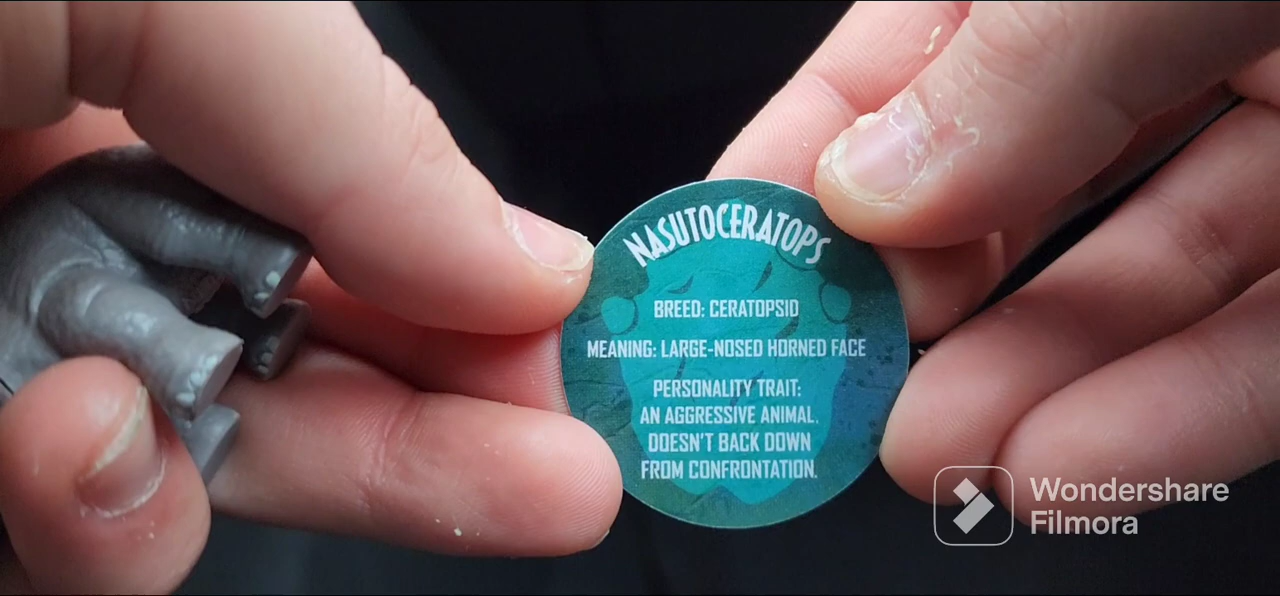 NASUTOCERATOPS
BREED: CERATOPSID
MEANING: LARGE-NOSED HORNED FACE
PERSONALITY TRAIT:
AN AGGRESSIVE ANIMAL.
DOESN'T BACK DOWN
FROM CONFRONTATION.
Wondershare
Filmora